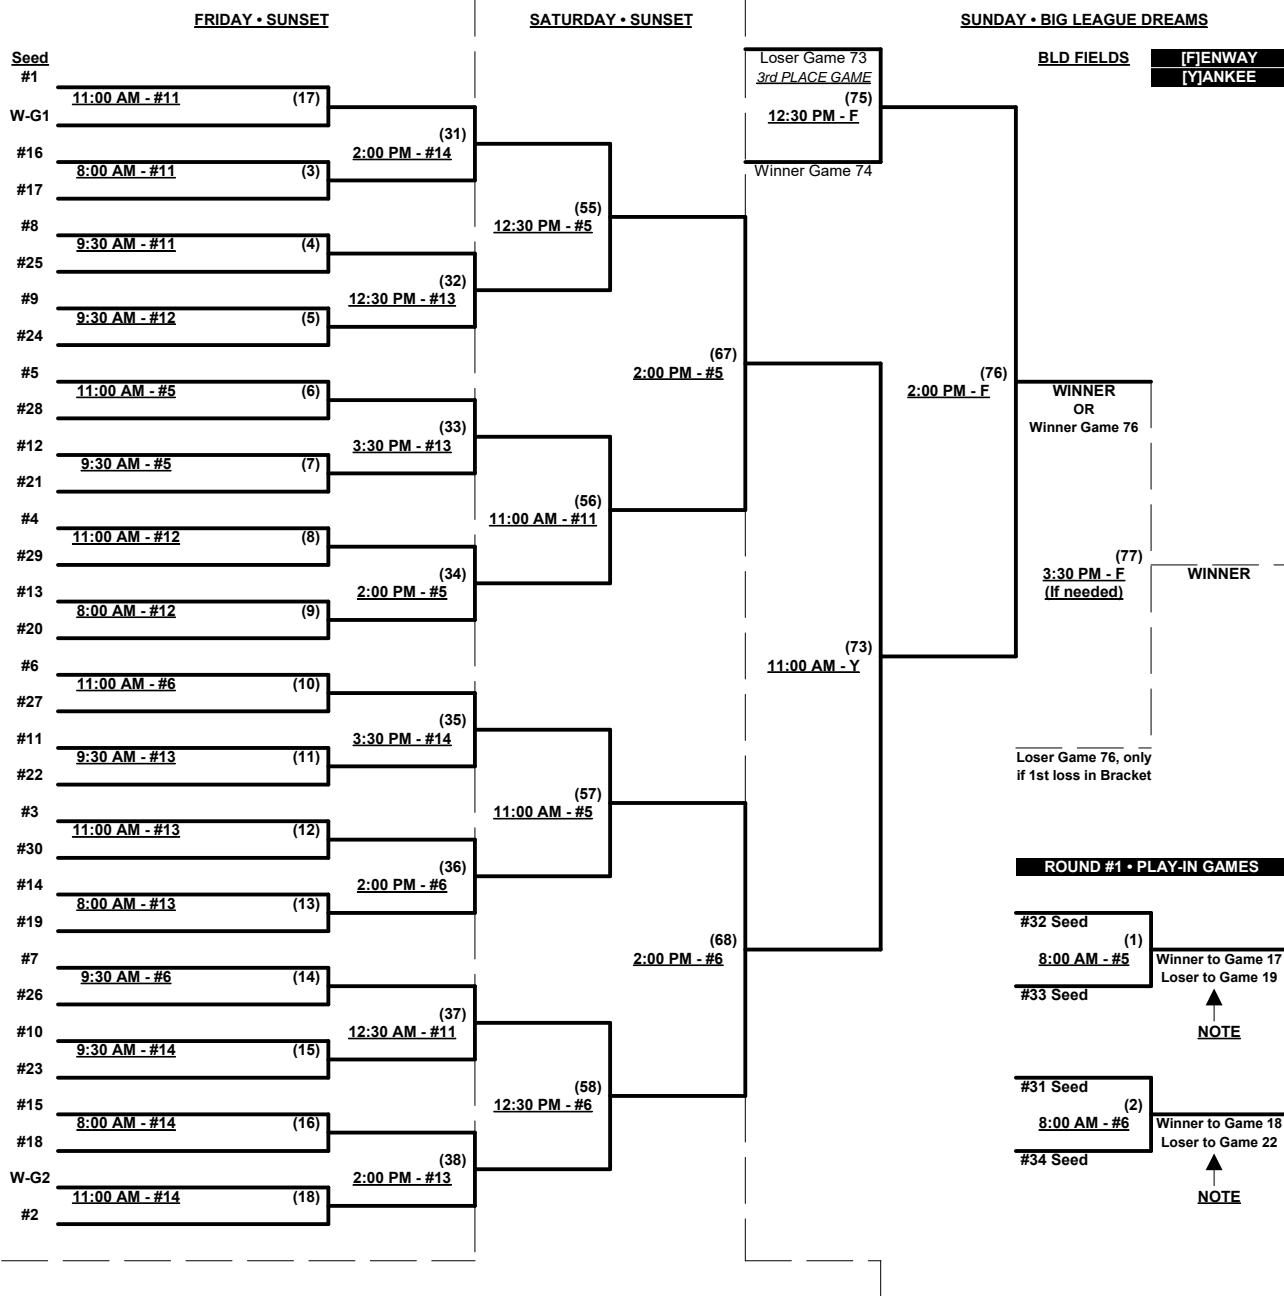 FRIDAY • SUNSET
SATURDAY • SUNSET
SUNDAY • BIG LEAGUE DREAMS
BLD FIELDS
[F]ENWAY
[Y]ANKEE
Seed
#1
11:00 AM - #11 (17)
W-G1
#16
8:00 AM - #11 (3)
#17
#8
9:30 AM - #11 (4)
#25
#9
9:30 AM - #12 (5)
#24
#5
11:00 AM - #5 (6)
#28
#12
9:30 AM - #5 (7)
#21
#4
11:00 AM - #12 (8)
#29
#13
8:00 AM - #12 (9)
#20
#6
11:00 AM - #6 (10)
#27
#11
9:30 AM - #13 (11)
#22
#3
11:00 AM - #13 (12)
#30
#14
8:00 AM - #13 (13)
#19
#7
9:30 AM - #6 (14)
#26
#10
9:30 AM - #14 (15)
#23
#15
8:00 AM - #14 (16)
#18
W-G2
11:00 AM - #14 (18)
#2
(31)
2:00 PM - #14
(32)
12:30 PM - #13
(33)
3:30 PM - #13
(34)
2:00 PM - #5
(35)
3:30 PM - #14
(36)
2:00 PM - #6
(37)
12:30 AM - #11
(38)
2:00 PM - #13
(55)
12:30 PM - #5
(56)
11:00 AM - #11
(57)
11:00 AM - #5
(58)
12:30 PM - #6
(67)
2:00 PM - #5
(68)
2:00 PM - #6
Loser Game 73
3rd PLACE GAME
(75)
12:30 PM - F
Winner Game 74
(73)
11:00 AM - Y
(76)
2:00 PM - F
WINNER
OR
Winner Game 76
(77)
3:30 PM - F
(If needed)
WINNER
Loser Game 76, only
if 1st loss in Bracket
ROUND #1 • PLAY-IN GAMES
#32 Seed
(1)
8:00 AM - #5
#33 Seed
Winner to Game 17
Loser to Game 19
NOTE
#31 Seed
(2)
8:00 AM - #6
#34 Seed
Winner to Game 18
Loser to Game 22
NOTE